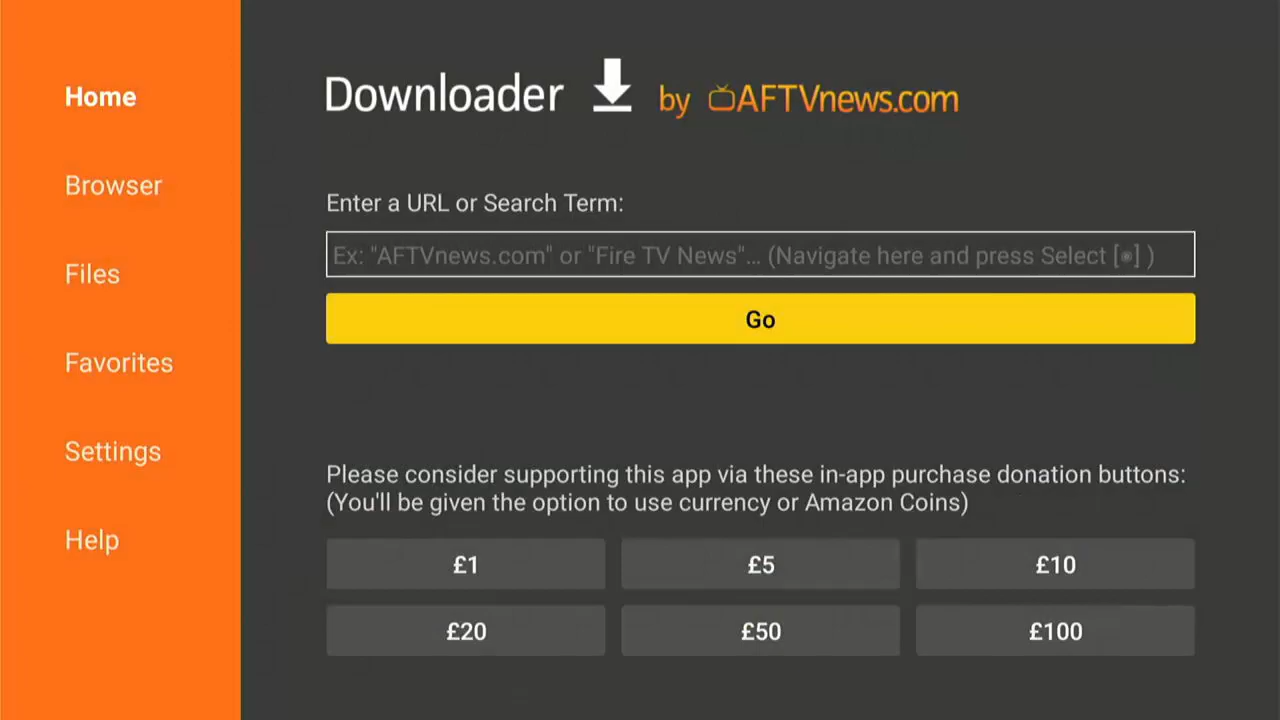 Home
Browser
Files
Favorites
Settings
Help
Downloader by AFTVnews.com
Enter a URL or Search Term:
Ex: "AFTVnews.com" or "Fire TV News"... (Navigate here and press Select [◉] )
Go
Please consider supporting this app via these in-app purchase donation buttons:
(You'll be given the option to use currency or Amazon Coins)
£1 £5 £10
£20 £50 £100